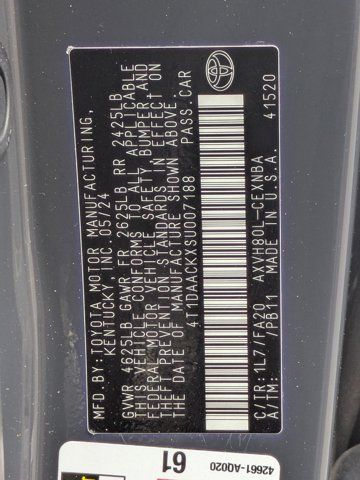 MFD.BY:TOYOTA MOTOR MANUFACTURING,
KENTUCKY INC. 05/24
GVWR 4625LB GAWR FR 2625LB RR 2425LB
THIS VEHICLE CONFORMS TO ALL APPLICABLE
FEDERAL MOTOR VEHICLE SAFETY, BUMPER AND
THEFT PREVENTION STANDARDS IN EFFECT ON
THE DATE OF MANUFACTURE SHOWN ABOVE.
4T1DAACKXSU007188 PASS.CAR
C/TR:1L7/FA20 AXVH80L-CEXNBA
A/TM: /PB11 MADE IN U.S.A. 41520
61
42661-A0020